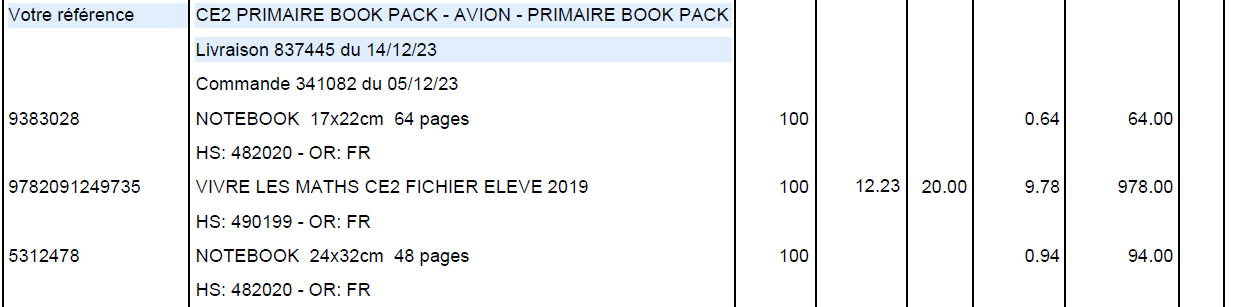 Votre référence CE2 PRIMAIRE BOOK PACK - AVION - PRIMAIRE BOOK PACK
Livraison 837445 du 14/12/23
Commande 341082 du 05/12/23
9383028 NOTEBOOK 17x22cm 64 pages 100 0.64 64.00
HS: 482020 - OR: FR
9782091249735 VIVRE LES MATHS CE2 FICHIER ELEVE 2019 100 12.23 20.00 9.78 978.00
HS: 490199 - OR: FR
5312478 NOTEBOOK 24x32cm 48 pages 100 0.94 94.00
HS: 482020 - OR: FR